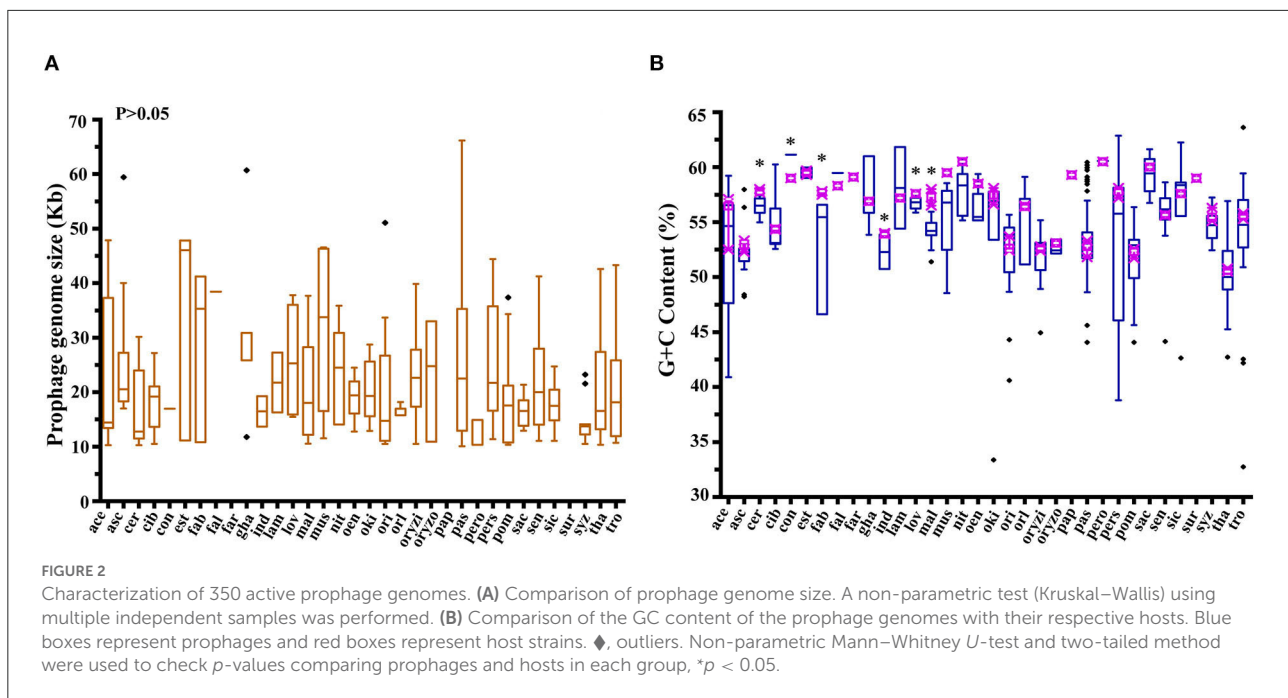 A
P>0.05
Prophage genome size (Kb)
70
60
50
40
30
20
10
0
ace
asc
cer
cib
con
est
fab
fal
far
gha
ind
lam
lov
mal
mus
nit
oen
oki
ori
orl
oryzi
oryzo
pap
pas
pero
pers
pom
sac
sen
sic
sur
syz
tha
tro
B
G+C Content (%)
65
60
55
50
45
40
35
30
*
*
*
*
*
*
ace
asc
cer
cib
con
est
fab
fal
far
gha
ind
lam
lov
mal
mus
nit
oen
oki
ori
orl
oryzi
oryzo
pap
pas
pero
pers
pom
sac
sen
sic
sur
syz
tha
tro
FIGURE 2
Characterization of 350 active prophage genomes. (A) Comparison of prophage genome size. A non-parametric test (Kruskal–Wallis) using
multiple independent samples was performed. (B) Comparison of the GC content of the prophage genomes with their respective hosts. Blue
boxes represent prophages and red boxes represent host strains. ♦, outliers. Non-parametric Mann–Whitney U-test and two-tailed method
were used to check p-values comparing prophages and hosts in each group, *p < 0.05.